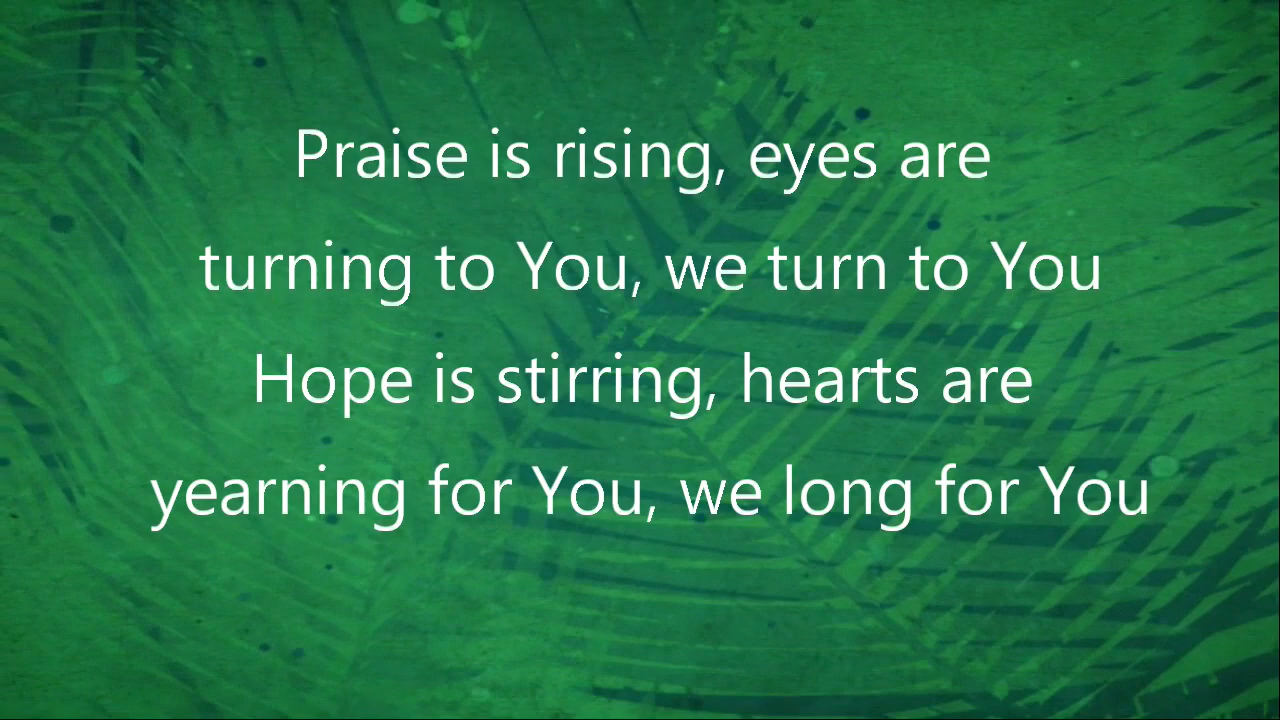 Praise is rising, eyes are
turning to You, we turn to You
Hope is stirring, hearts are
yearning for You, we long for You